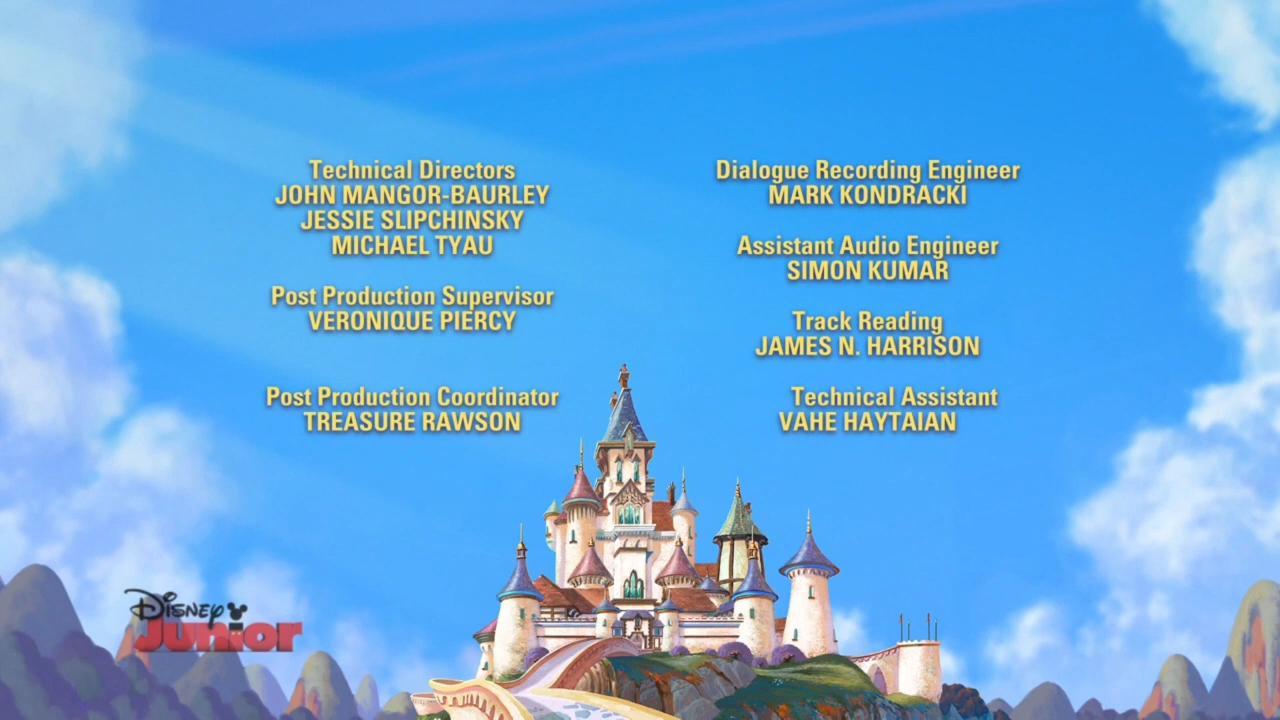 Technical Directors
JOHN MANGOR-BAURLEY
JESSIE SLIPCHINSKY
MICHAEL TYAU
Post Production Supervisor
VERONIQUE PIERCY
Post Production Coordinator
TREASURE RAWSON
Dialogue Recording Engineer
MARK KONDRACKI
Assistant Audio Engineer
SIMON KUMAR
Track Reading
JAMES N. HARRISON
Technical Assistant
VAHE HAYTAIAN
Disney
Junior